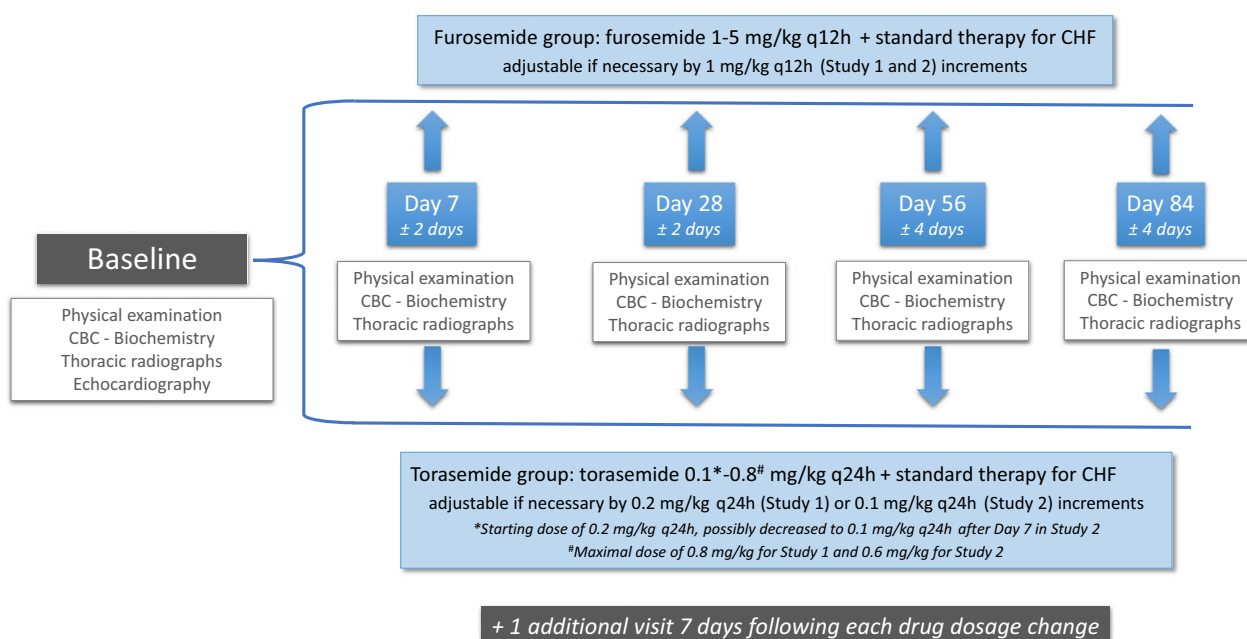 Furosemide group: furosemide 1-5 mg/kg q12h + standard therapy for CHF
adjustable if necessary by 1 mg/kg q12h (Study 1 and 2) increments
Baseline
Physical examination
CBC - Biochemistry
Thoracic radiographs
Echocardiography
Day 7
± 2 days
Physical examination
CBC - Biochemistry
Thoracic radiographs
Day 28
± 2 days
Physical examination
CBC - Biochemistry
Thoracic radiographs
Day 56
± 4 days
Physical examination
CBC - Biochemistry
Thoracic radiographs
Day 84
± 4 days
Physical examination
CBC - Biochemistry
Thoracic radiographs
Torasemide group: torasemide 0.1*-0.8# mg/kg q24h + standard therapy for CHF
adjustable if necessary by 0.2 mg/kg q24h (Study 1) or 0.1 mg/kg q24h (Study 2) increments
*Starting dose of 0.2 mg/kg q24h, possibly decreased to 0.1 mg/kg q24h after Day 7 in Study 2
#Maximal dose of 0.8 mg/kg for Study 1 and 0.6 mg/kg for Study 2
+ 1 additional visit 7 days following each drug dosage change